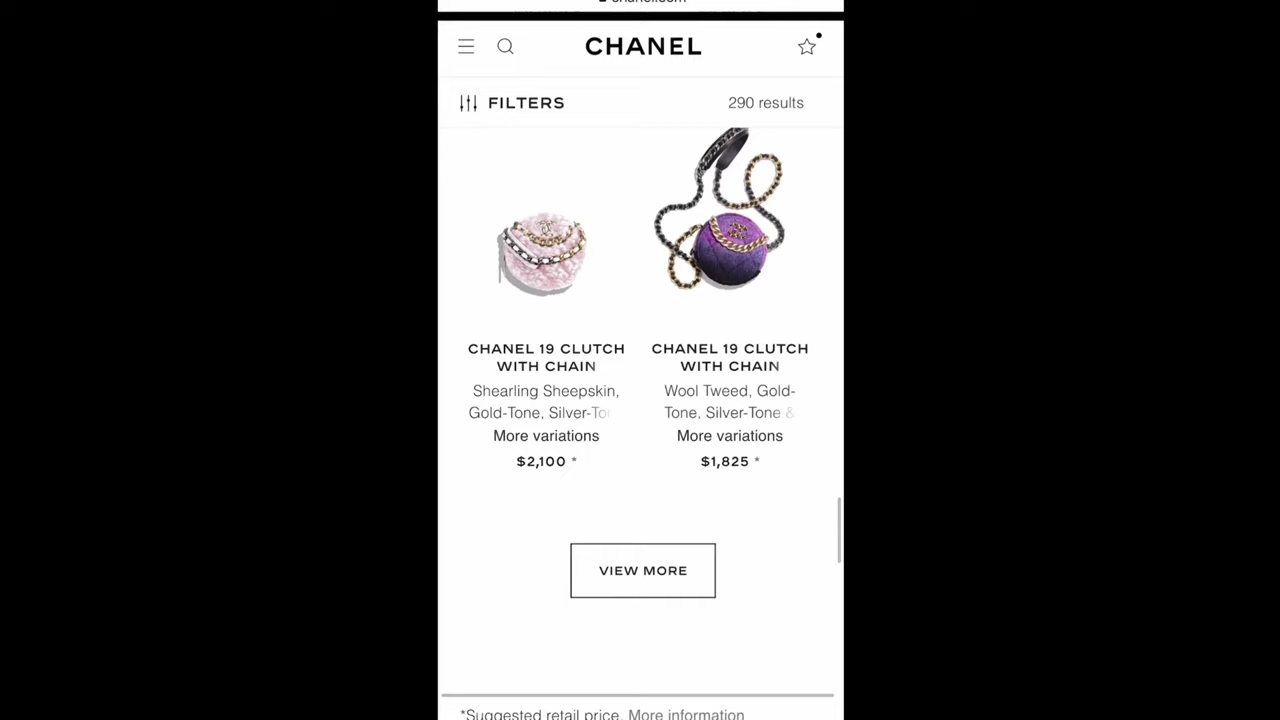 chanel.com
CHANEL
FILTERS
290 results
CHANEL 19 CLUTCH
WITH CHAIN
Shearling Sheepskin,
Gold-Tone, Silver-To
More variations
$2,100 *
CHANEL 19 CLUTCH
WITH CHAIN
Wool Tweed, Gold-
Tone, Silver-Tone &
More variations
$1,825 *
VIEW MORE
*Suggested retail price. More information